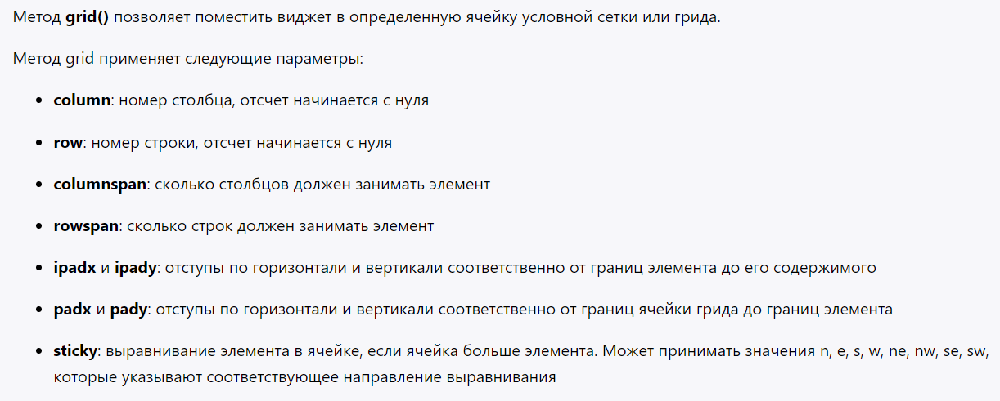 Метод grid() позволяет поместить виджет в определенную ячейку условной сетки или грида.
Метод grid применяет следующие параметры:
• column: номер столбца, отсчет начинается с нуля
• row: номер строки, отсчет начинается с нуля
• columnspan: сколько столбцов должен занимать элемент
• rowspan: сколько строк должен занимать элемент
• ipadx и ipady: отступы по горизонтали и вертикали соответственно от границ элемента до его содержимого
• padx и pady: отступы по горизонтали и вертикали соответственно от границ ячейки грида до границ элемента
• sticky: выравнивание элемента в ячейке, если ячейка больше элемента. Может принимать значения n, e, s, w, ne, nw, se, sw,
которые указывают соответствующее направление выравнивания